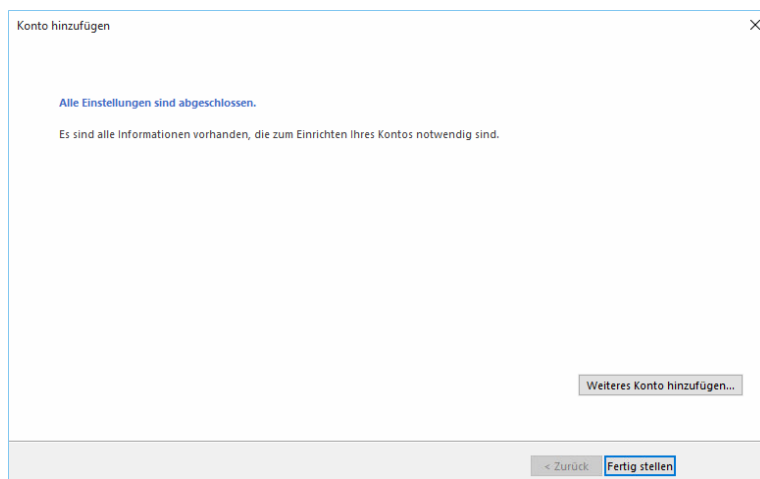 Konto hinzufügen
Alle Einstellungen sind abgeschlossen.
Es sind alle Informationen vorhanden, die zum Einrichten Ihres Kontos notwendig sind.
Weiteres Konto hinzufügen...
< Zurück
Fertig stellen